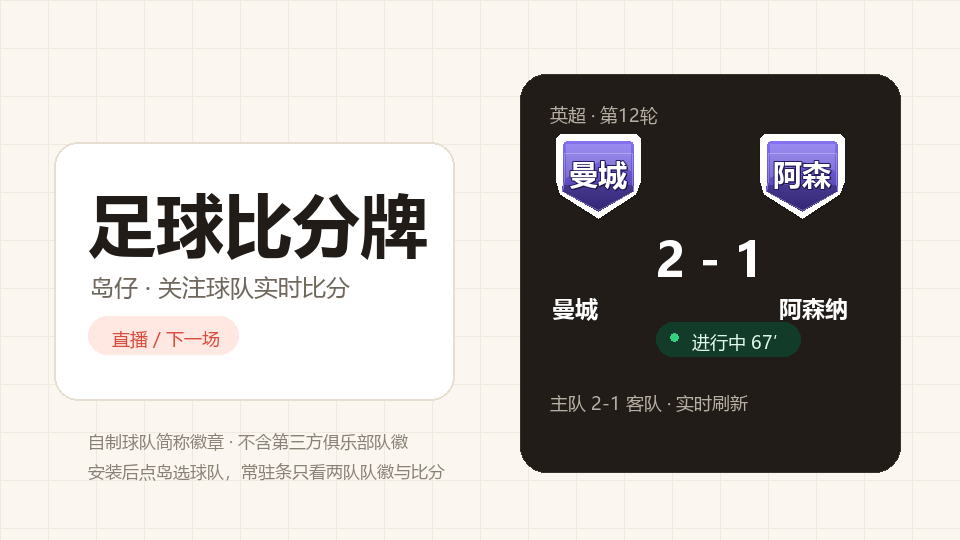 足球比分牌
岛仔 · 关注球队实时比分
直播 / 下一场
自制球队简称徽章 · 不含第三方俱乐部队徽
安装后点岛选球队，常驻条只看两队队徽与比分
英超 · 第12轮
曼城
阿森
2 - 1
曼城
阿森纳
进行中 67′
主队 2-1 客队 · 实时刷新